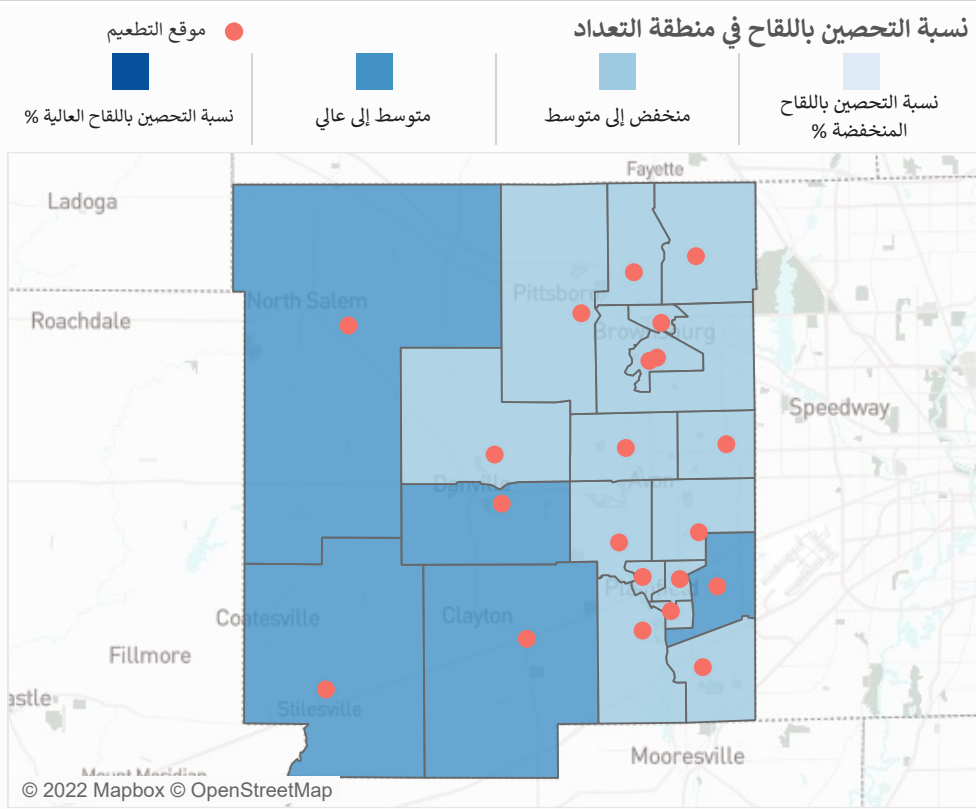 نسبة التحصين باللقاح في منطقة التعداد
موقع التطعيم
نسبة التحصين باللقاح المنخفضة %
منخفض إلى متوسط
متوسط إلى عالي
نسبة التحصين باللقاح العالية %
Fayette
Ladoga
North Salem
Pittsboro
Roachdale
Brownsburg
Speedway
Danville
Avon
Plainfield
Coatesville
Clayton
Fillmore
astle
Stilesville
Mooresville
Mount Meridian
© 2022 Mapbox © OpenStreetMap